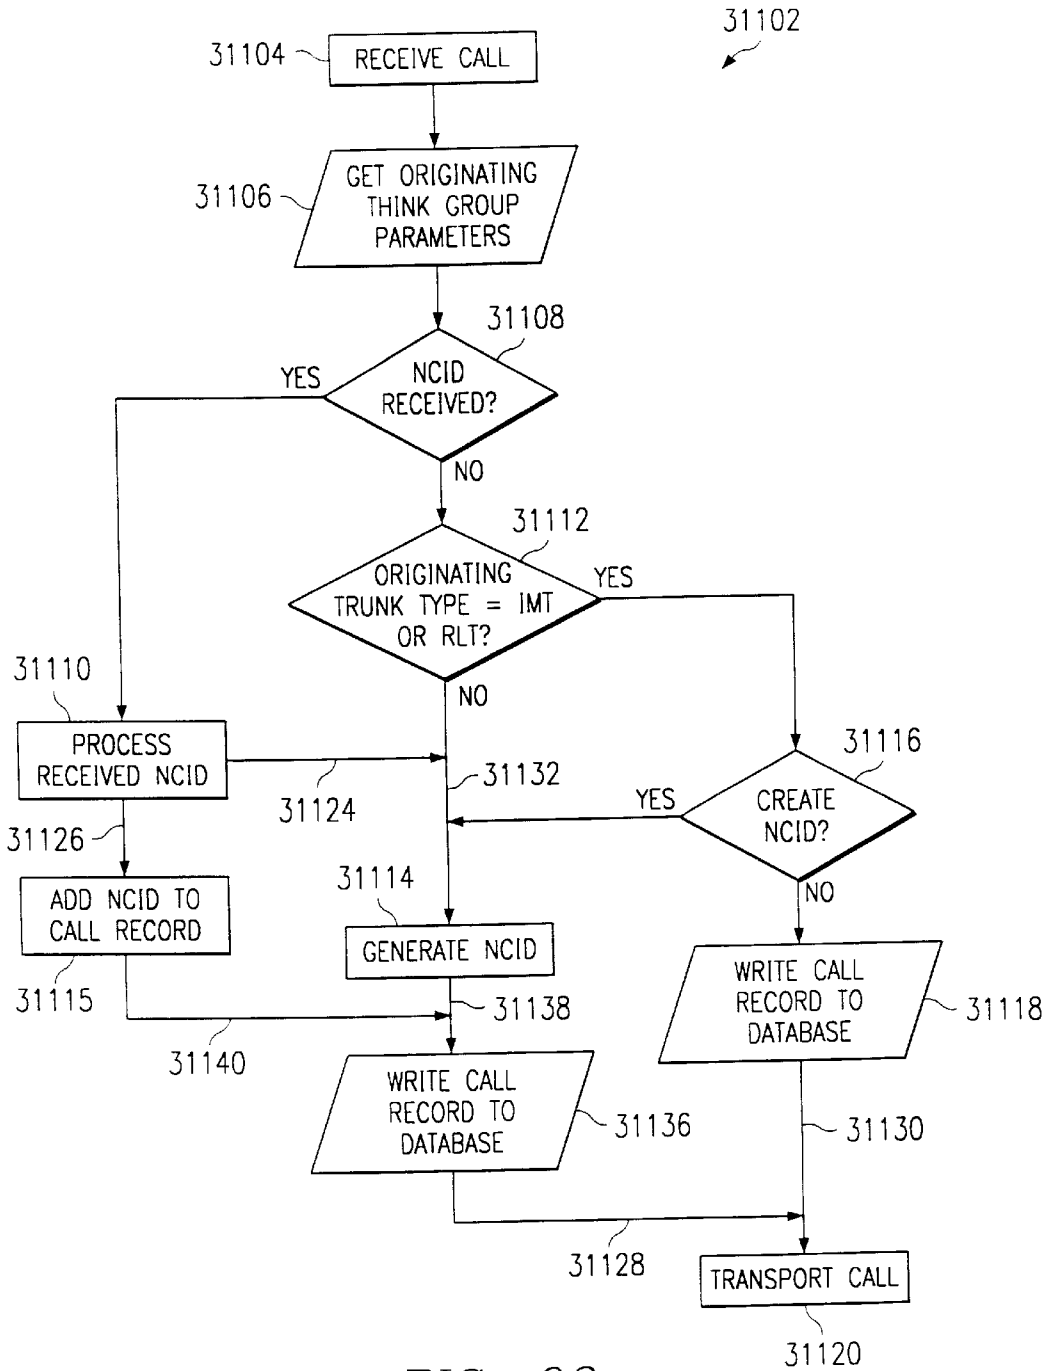 31102
31104
RECEIVE CALL
31106
GET ORIGINATING
THINK GROUP
PARAMETERS
31108
YES
NCID
RECEIVED?
NO
31112
ORIGINATING
TRUNK TYPE = IMT
OR RLT?
YES
NO
31110
PROCESS
RECEIVED NCID
31124
31132
31116
YES
CREATE
NCID?
NO
31126
ADD NCID TO
CALL RECORD
31115
31114
GENERATE NCID
31138
31140
WRITE CALL
RECORD TO
DATABASE
31118
WRITE CALL
RECORD TO
DATABASE
31136
31130
31128
TRANSPORT CALL
31120